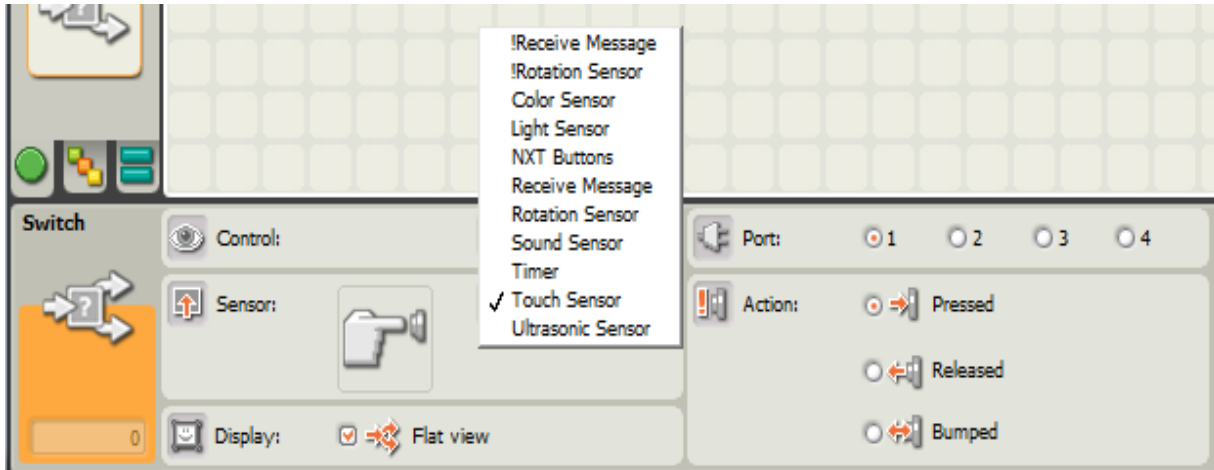 !Receive Message
!Rotation Sensor
Color Sensor
Light Sensor
NXT Buttons
Receive Message
Rotation Sensor
Sound Sensor
Timer
✓ Touch Sensor
Ultrasonic Sensor
Switch
?
0
Control:
Sensor:
Display:
Flat view
Port:
1 2 3 4
Action:
Pressed
Released
Bumped